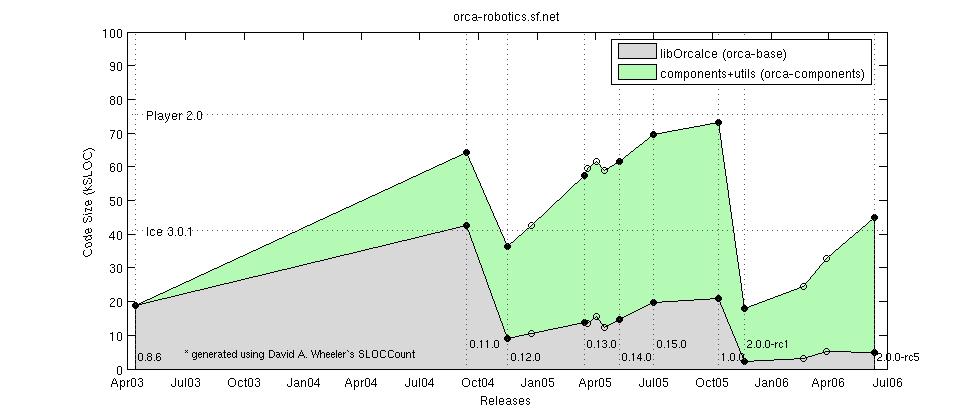 orca-robotics.sf.net
100
90
80
70
60
50
40
30
20
10
0
Code Size (kSLOC)
libOrcaIce (orca-base)
components+utils (orca-components)
Player 2.0
Ice 3.0.1
0.8.6
* generated using David A. Wheeler`s SLOCCount
0.11.0
0.12.0
0.13.0
0.14.0
0.15.0
1.0.0
2.0.0-rc1
2.0.0-rc5
Apr03 Jul03 Oct03 Jan04 Apr04 Jul04 Oct04 Jan05 Apr05 Jul05 Oct05 Jan06 Apr06 Jul06
Releases